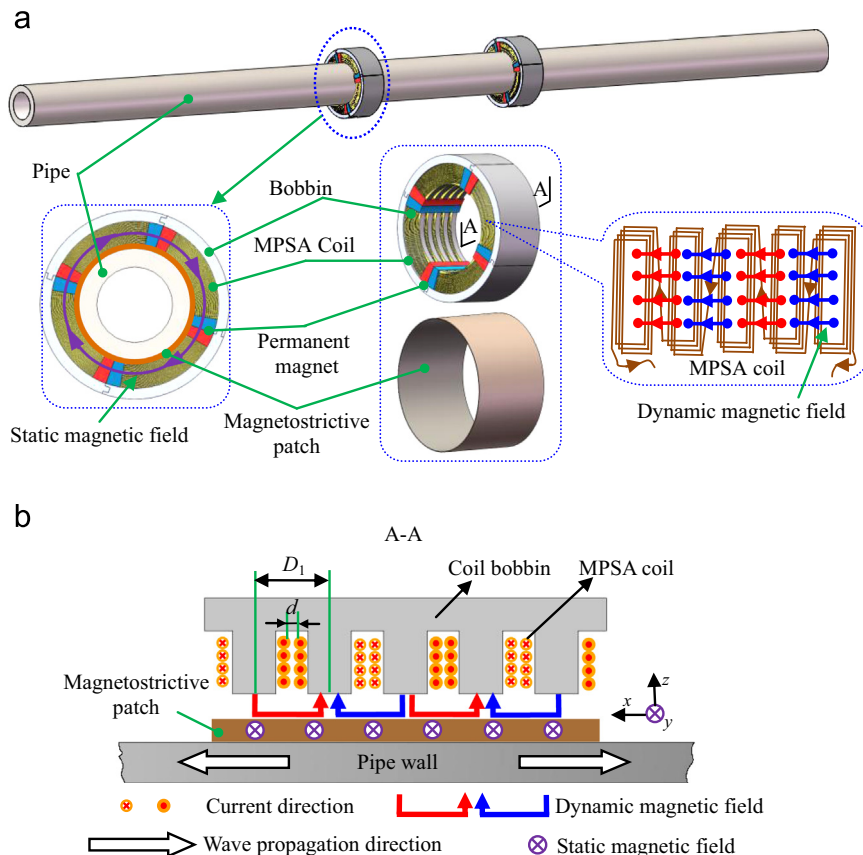 a
Pipe
Bobbin
MPSA Coil
Permanent
magnet
Magnetostrictive
patch
Static magnetic field
A
A
MPSA coil
Dynamic magnetic field
b
A-A
D1
d
Coil bobbin
MPSA coil
Magnetostrictive
patch
x
z
y
Pipe wall
Current direction
Dynamic magnetic field
Wave propagation direction
Static magnetic field